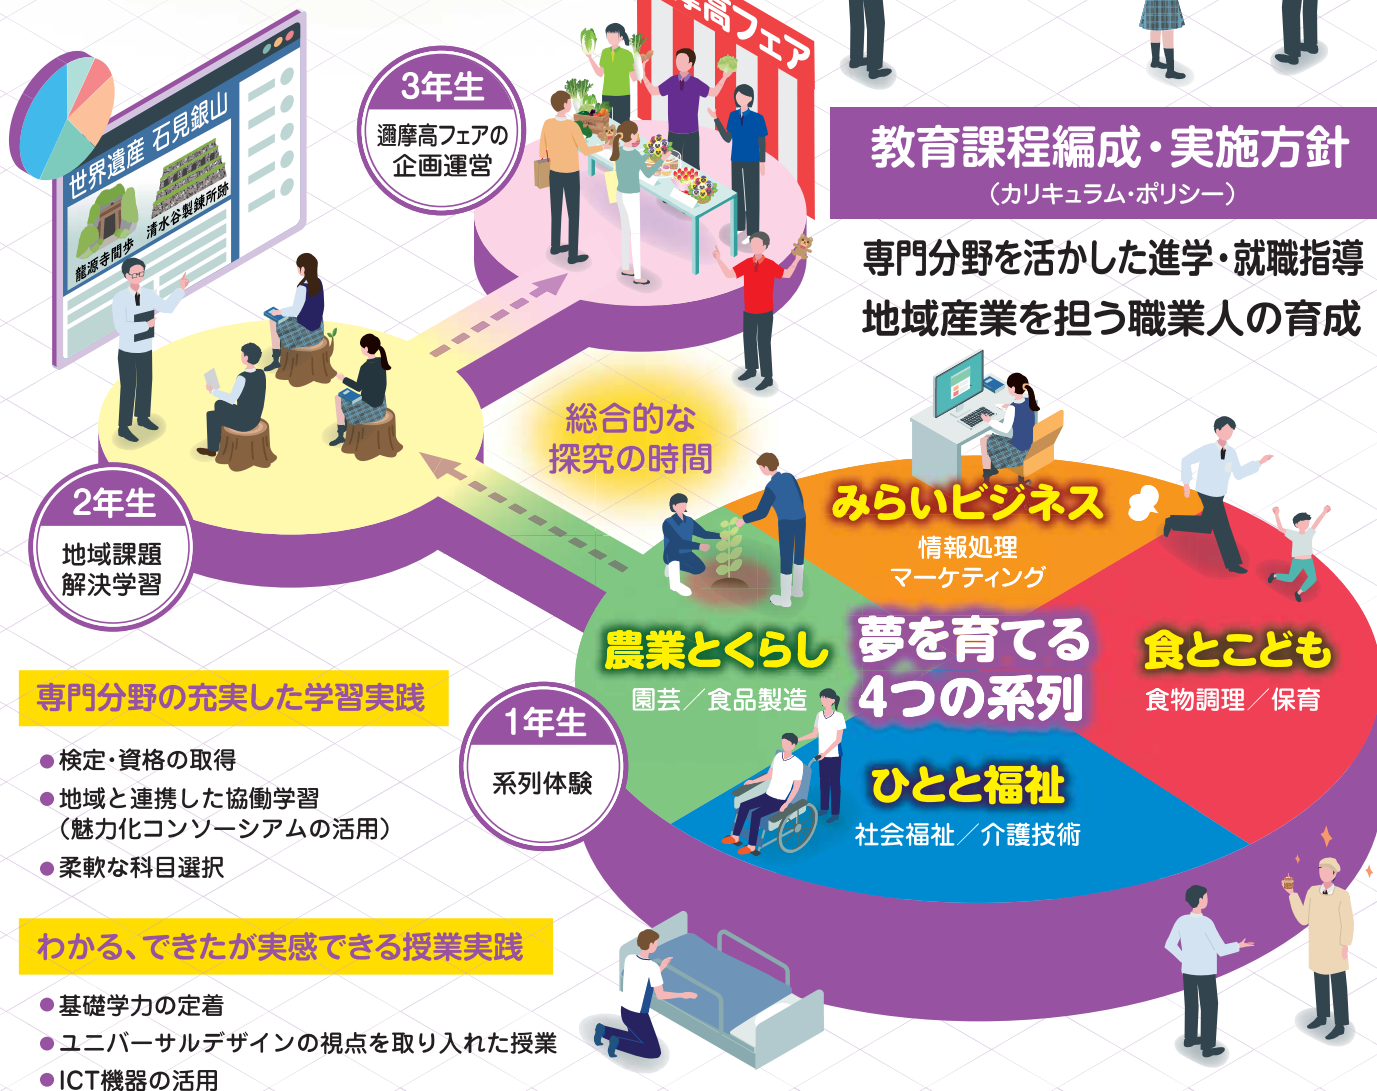 摩高フェア
3年生
邇摩高フェアの
企画運営
世界遺産 石見銀山
龍源寺間歩
清水谷製錬所跡
教育課程編成・実施方針
（カリキュラム・ポリシー）
専門分野を活かした進学・就職指導
地域産業を担う職業人の育成
総合的な
探究の時間
2年生
地域課題
解決学習
みらいビジネス
情報処理
マーケティング
農業とくらし
園芸／食品製造
夢を育てる
4つの系列
食とこども
食物調理／保育
ひとと福祉
社会福祉／介護技術
1年生
系列体験
専門分野の充実した学習実践
●検定・資格の取得
●地域と連携した協働学習
（魅力化コンソーシアムの活用）
●柔軟な科目選択
わかる、できたが実感できる授業実践
●基礎学力の定着
●ユニバーサルデザインの視点を取り入れた授業
●ICT機器の活用